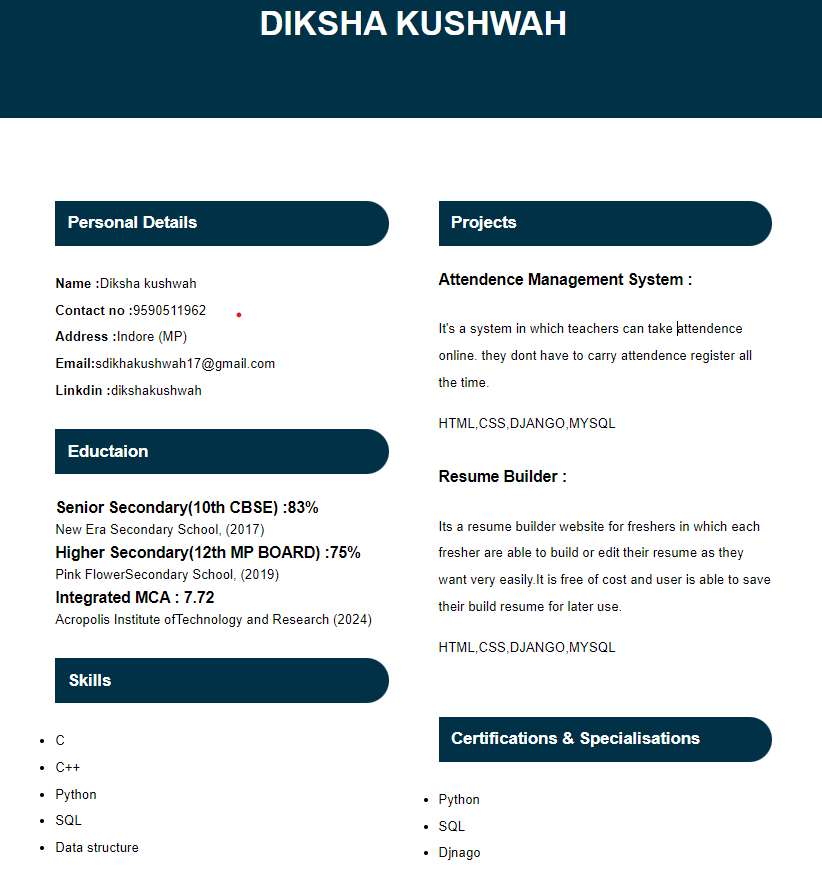 DIKSHA KUSHWAH
Personal Details
Name :Diksha kushwah
Contact no :9590511962
Address :Indore (MP)
Email:sdikhakushwah17@gmail.com
Linkdin :dikshakushwah
Eductaion
Senior Secondary(10th CBSE) :83%
New Era Secondary School, (2017)
Higher Secondary(12th MP BOARD) :75%
Pink FlowerSecondary School, (2019)
Integrated MCA : 7.72
Acropolis Institute ofTechnology and Research (2024)
Skills
C
C++
Python
SQL
Data structure
Projects
Attendence Management System :
It's a system in which teachers can take attendence
online. they dont have to carry attendence register all
the time.
HTML,CSS,DJANGO,MYSQL
Resume Builder :
Its a resume builder website for freshers in which each
fresher are able to build or edit their resume as they
want very easily.It is free of cost and user is able to save
their build resume for later use.
HTML,CSS,DJANGO,MYSQL
Certifications & Specialisations
Python
SQL
Djnago